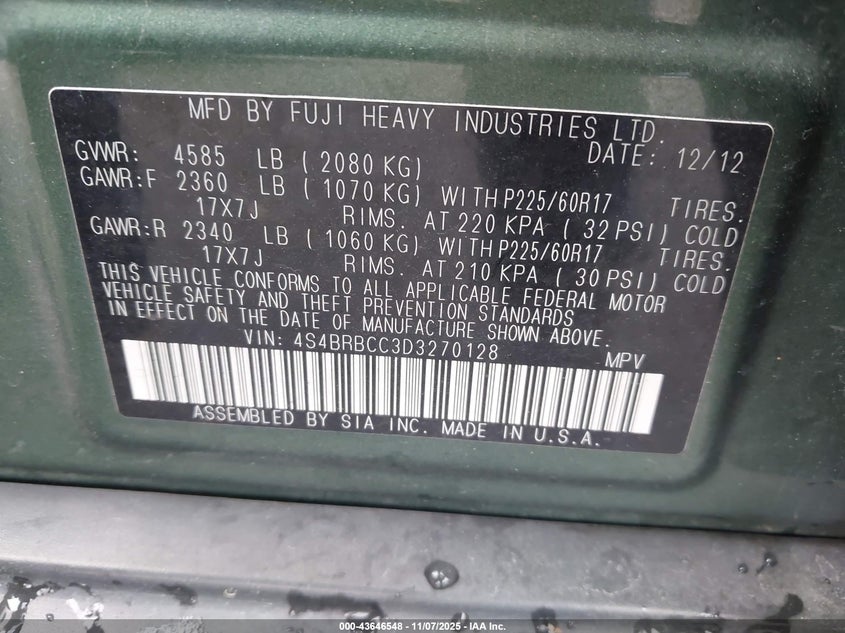 MFD BY FUJI HEAVY INDUSTRIES LTD.
DATE: 12/12
GVWR: 4585 LB ( 2080 KG)
GAWR:F 2360 LB ( 1070 KG) WITH P225/60R17 TIRES.
17X7J RIMS. AT 220 KPA ( 32 PSI) COLD
GAWR:R 2340 LB ( 1060 KG) WITH P225/60R17 TIRES.
17X7J RIMS. AT 210 KPA ( 30 PSI) COLD
THIS VEHICLE CONFORMS TO ALL APPLICABLE FEDERAL MOTOR
VEHICLE SAFETY AND THEFT PREVENTION STANDARDS
IN EFFECT ON THE DATE OF MANUFACTURE SHOWN ABOVE.
VIN: 4S4BRBCC3D3270128 MPV
ASSEMBLED BY SIA INC. MADE IN U.S.A.
000-43646548 - 11/07/2025 - IAA Inc.